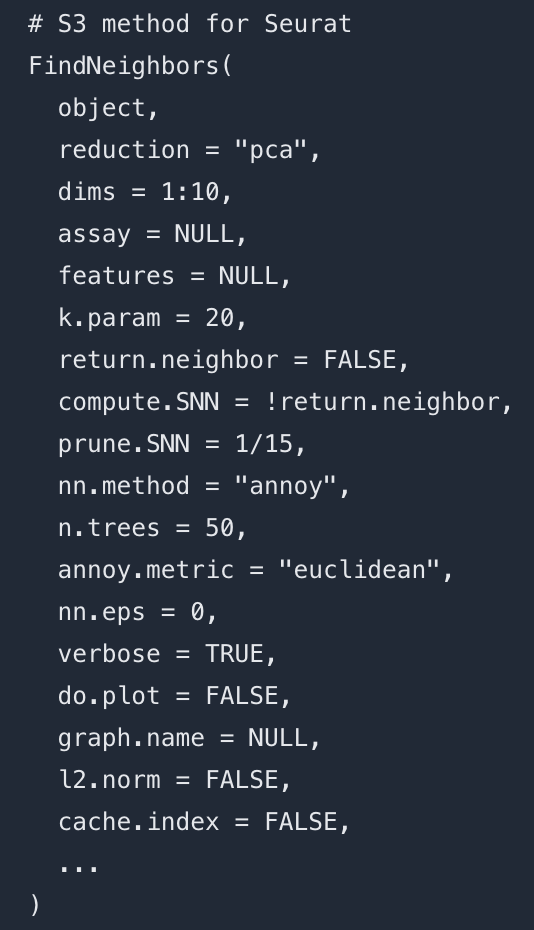 # S3 method for Seurat
FindNeighbors(
  object,
  reduction = "pca",
  dims = 1:10,
  assay = NULL,
  features = NULL,
  k.param = 20,
  return.neighbor = FALSE,
  compute.SNN = !return.neighbor,
  prune.SNN = 1/15,
  nn.method = "annoy",
  n.trees = 50,
  annoy.metric = "euclidean",
  nn.eps = 0,
  verbose = TRUE,
  do.plot = FALSE,
  graph.name = NULL,
  l2.norm = FALSE,
  cache.index = FALSE,
  ...
)